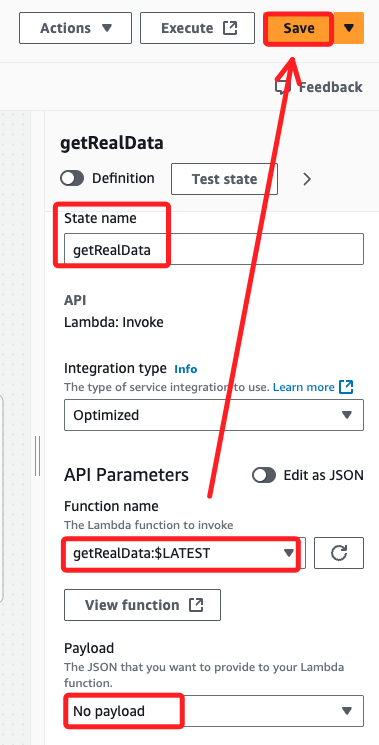 Actions
Execute
Save
Feedback
getRealData
Definition
Test state
State name
getRealData
API
Lambda: Invoke
Integration type Info
The type of service integration to use. Learn more
Optimized
API Parameters
Edit as JSON
Function name
The Lambda function to invoke
getRealData:$LATEST
View function
Payload
The JSON that you want to provide to your Lambda
function.
No payload